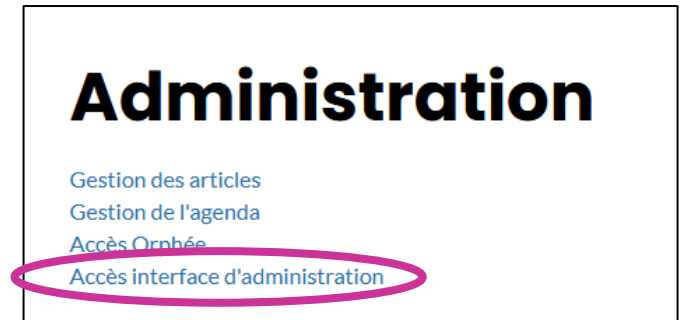 Administration
Gestion des articles
Gestion de l'agenda
Accès Orphée
Accès interface d'administration